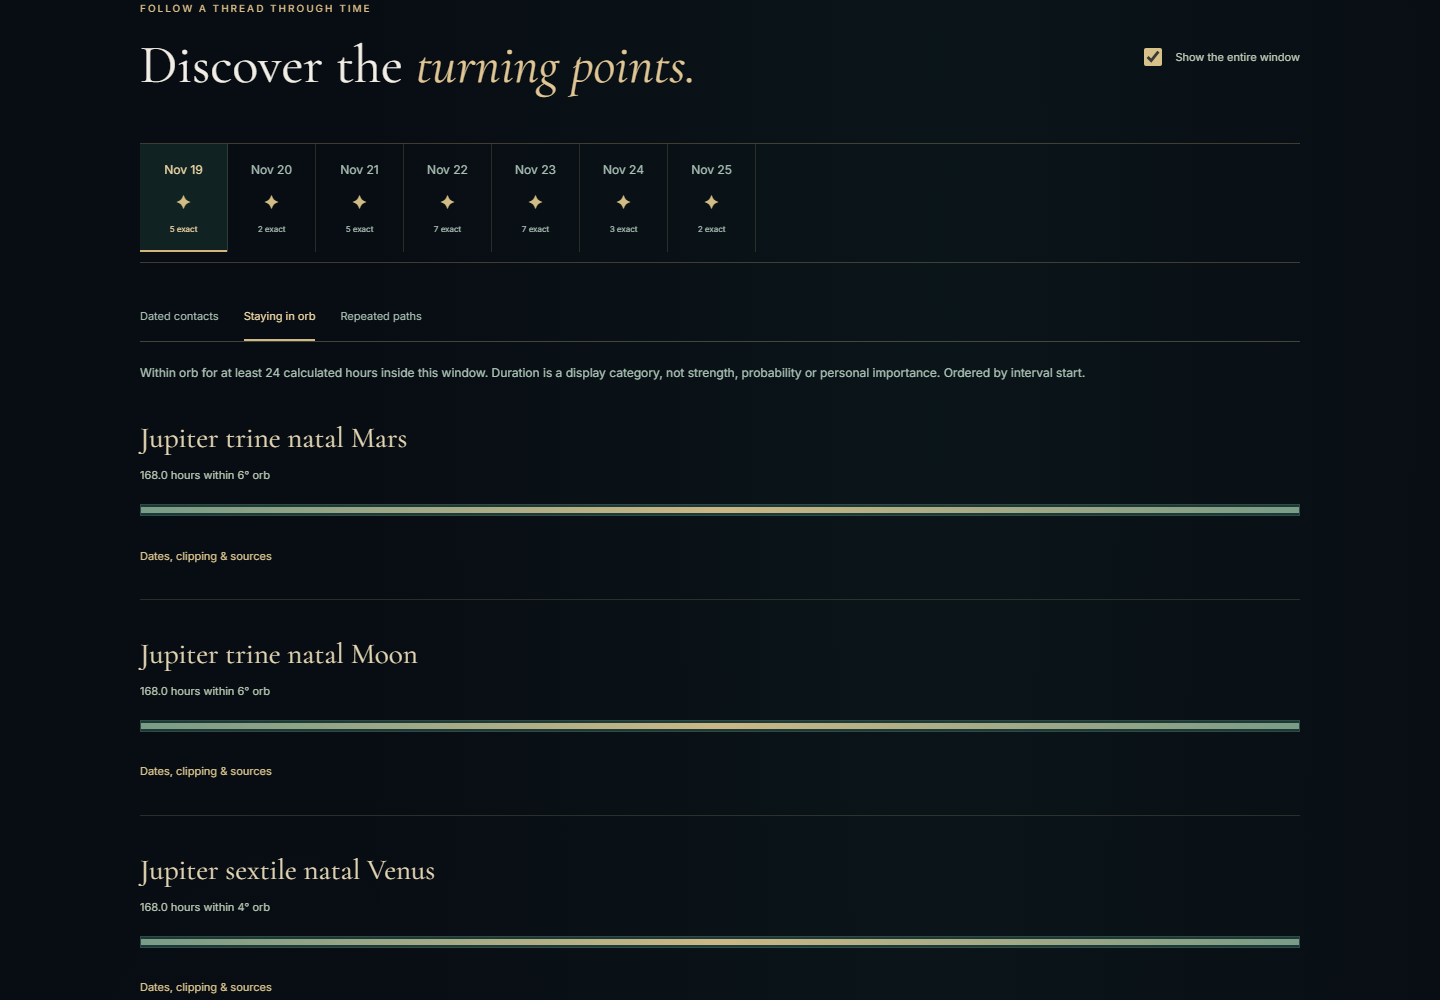 FOLLOW A THREAD THROUGH TIME
Discover the turning points.
Show the entire window
Nov 19
5 exact
Nov 20
2 exact
Nov 21
5 exact
Nov 22
7 exact
Nov 23
7 exact
Nov 24
3 exact
Nov 25
2 exact
Dated contacts
Staying in orb
Repeated paths
Within orb for at least 24 calculated hours inside this window. Duration is a display category, not strength, probability or personal importance. Ordered by interval start.
Jupiter trine natal Mars
168.0 hours within 6° orb
Dates, clipping & sources
Jupiter trine natal Moon
168.0 hours within 6° orb
Dates, clipping & sources
Jupiter sextile natal Venus
168.0 hours within 4° orb
Dates, clipping & sources